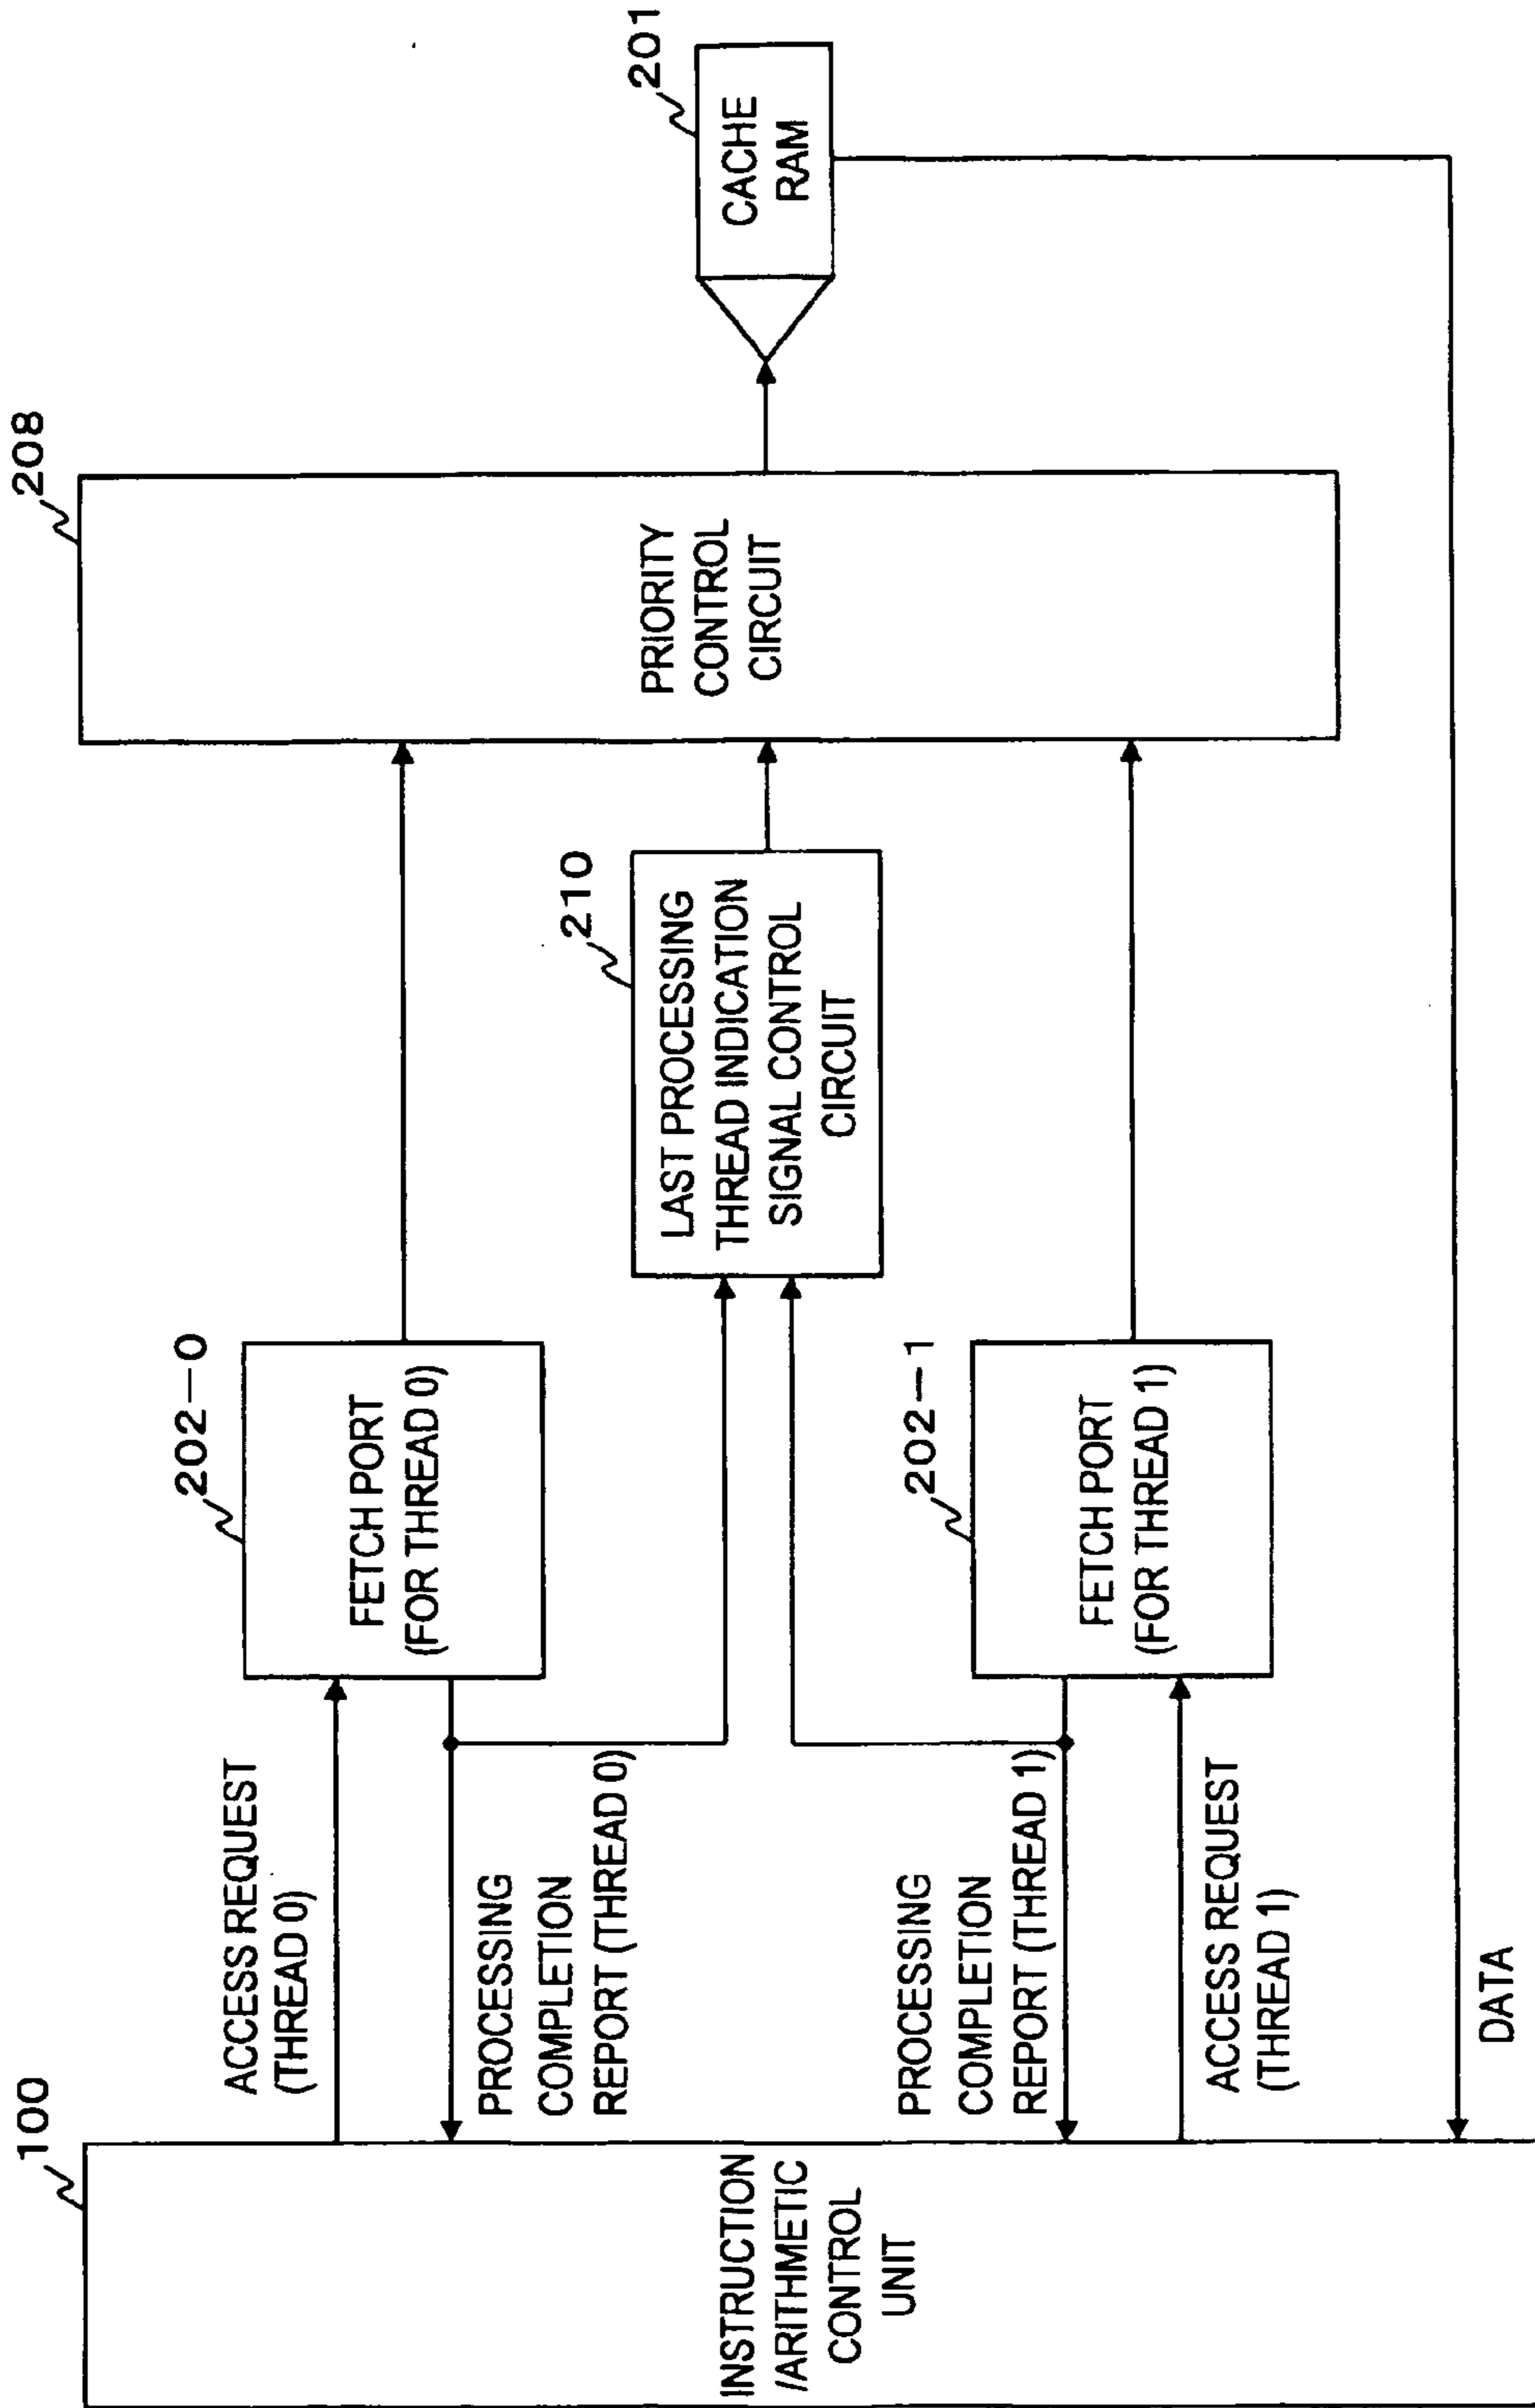 100
INSTRUCTION
/ARITHMETIC
CONTROL
UNIT
ACCESS REQUEST
(THREAD 0)
PROCESSING
COMPLETION
REPORT (THREAD 0)
PROCESSING
COMPLETION
REPORT (THREAD 1)
ACCESS REQUEST
(THREAD 1)
DATA
202-0
FETCH PORT
(FOR THREAD 0)
202-1
FETCH PORT
(FOR THREAD 1)
210
LAST PROCESSING
THREAD INDICATION
SIGNAL CONTROL
CIRCUIT
208
PRIORITY
CONTROL
CIRCUIT
201
CACHE
RAM